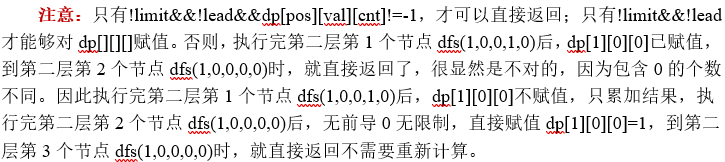 注意：只有!limit&&!lead&&dp[pos][val][cnt]!=-1，才可以直接返回；只有!limit&&!lead
才能够对 dp[][][]赋值。否则，执行完第二层第 1 个节点 dfs(1,0,0,1,0)后，dp[1][0][0]已赋值，
到第二层第 2 个节点 dfs(1,0,0,0,0)时，就直接返回了，很显然是不对的，因为包含 0 的个数
不同。因此执行完第二层第 1 个节点 dfs(1,0,0,1,0)后，dp[1][0][0]不赋值，只累加结果，执
行完第二层第 2 个节点 dfs(1,0,0,0,0)后，无前导 0 无限制，直接赋值 dp[1][0][0]=1，到第二
层第 3 个节点 dfs(1,0,0,0,0)时，就直接返回不需要重新计算。